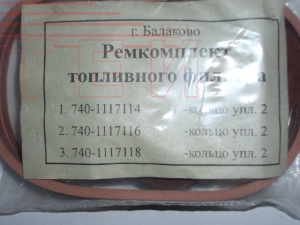 г. Балаково
Ремкомплект
топливного фильтра
1. 740-1117114 -кольцо упл. 2
2. 740-1117116 -кольцо упл. 2
3. 740-1117118 -кольцо упл. 2